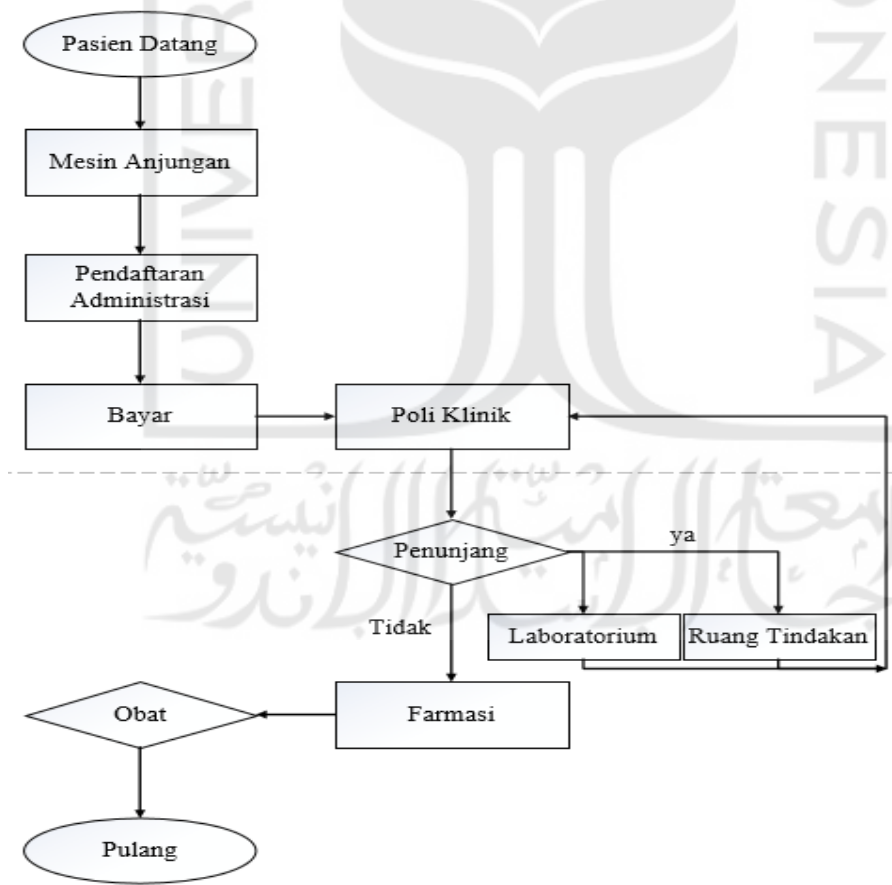 Pasien Datang
Mesin Anjungan
Pendaftaran
Administrasi
Bayar
Poli Klinik
Penunjang
ya
Tidak
Laboratorium
Ruang Tindakan
Obat
Farmasi
Pulang